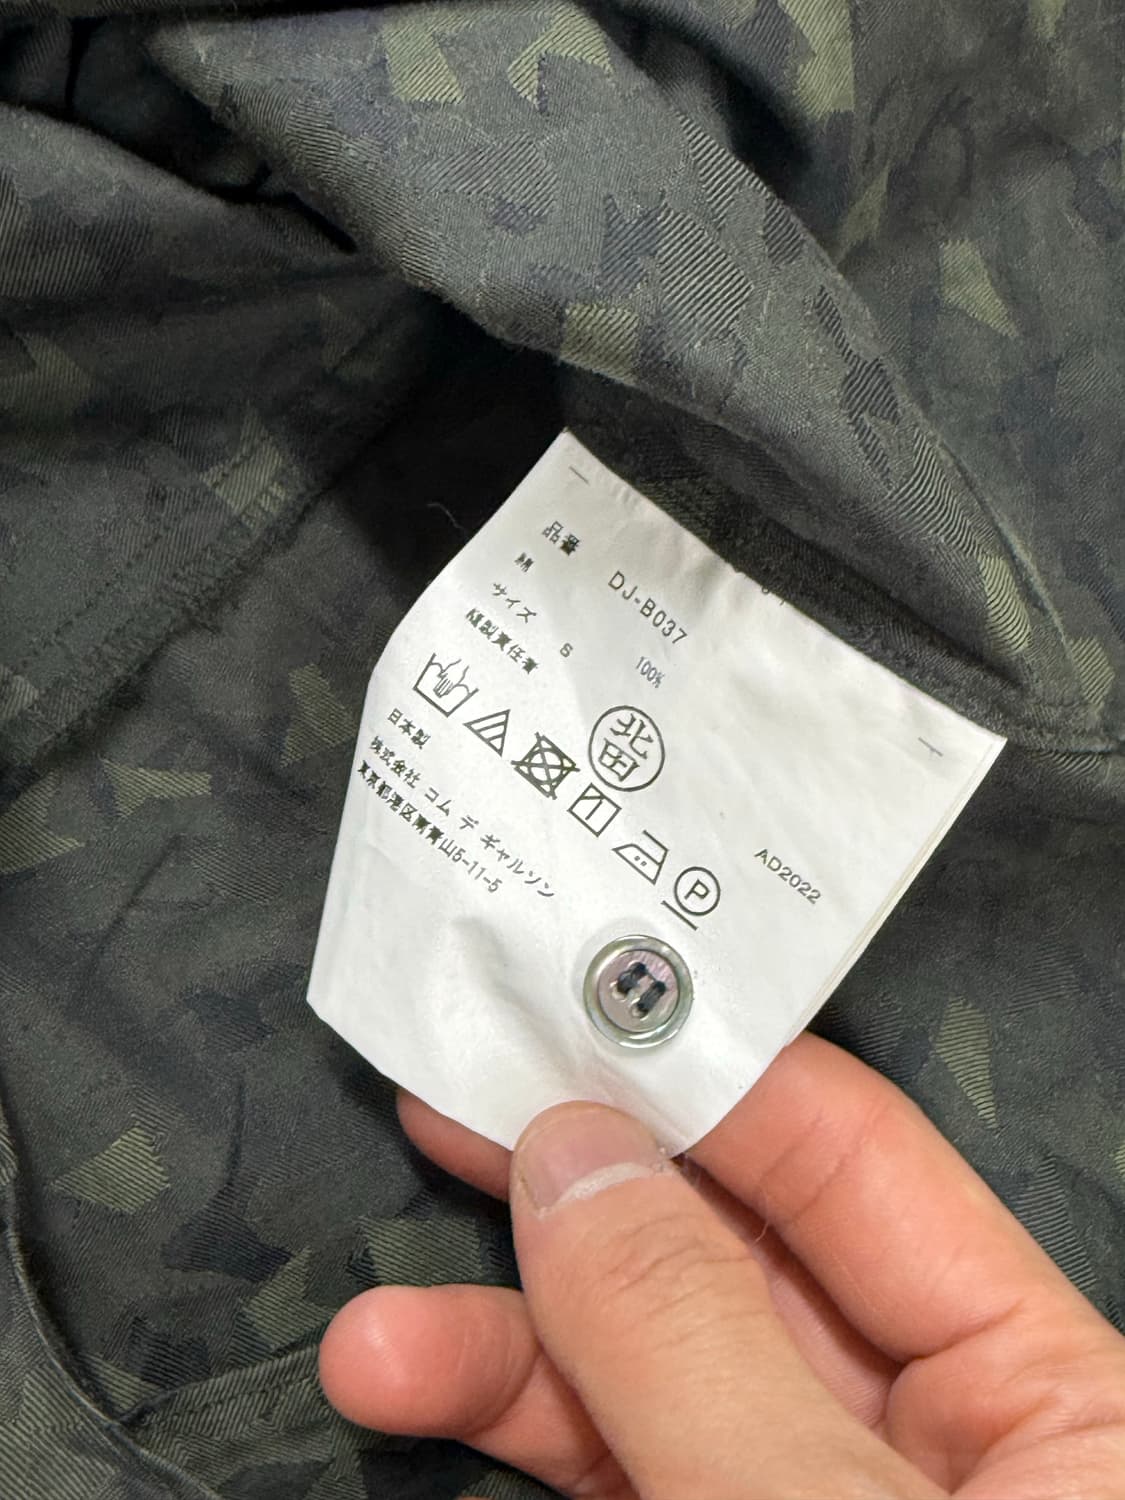 品番 DJ-B037
綿 100%
サイズ S
縫製責任者 北田
P
日本製 AD2022
株式会社 コム デ ギャルソン
東京都港区南青山5-11-5